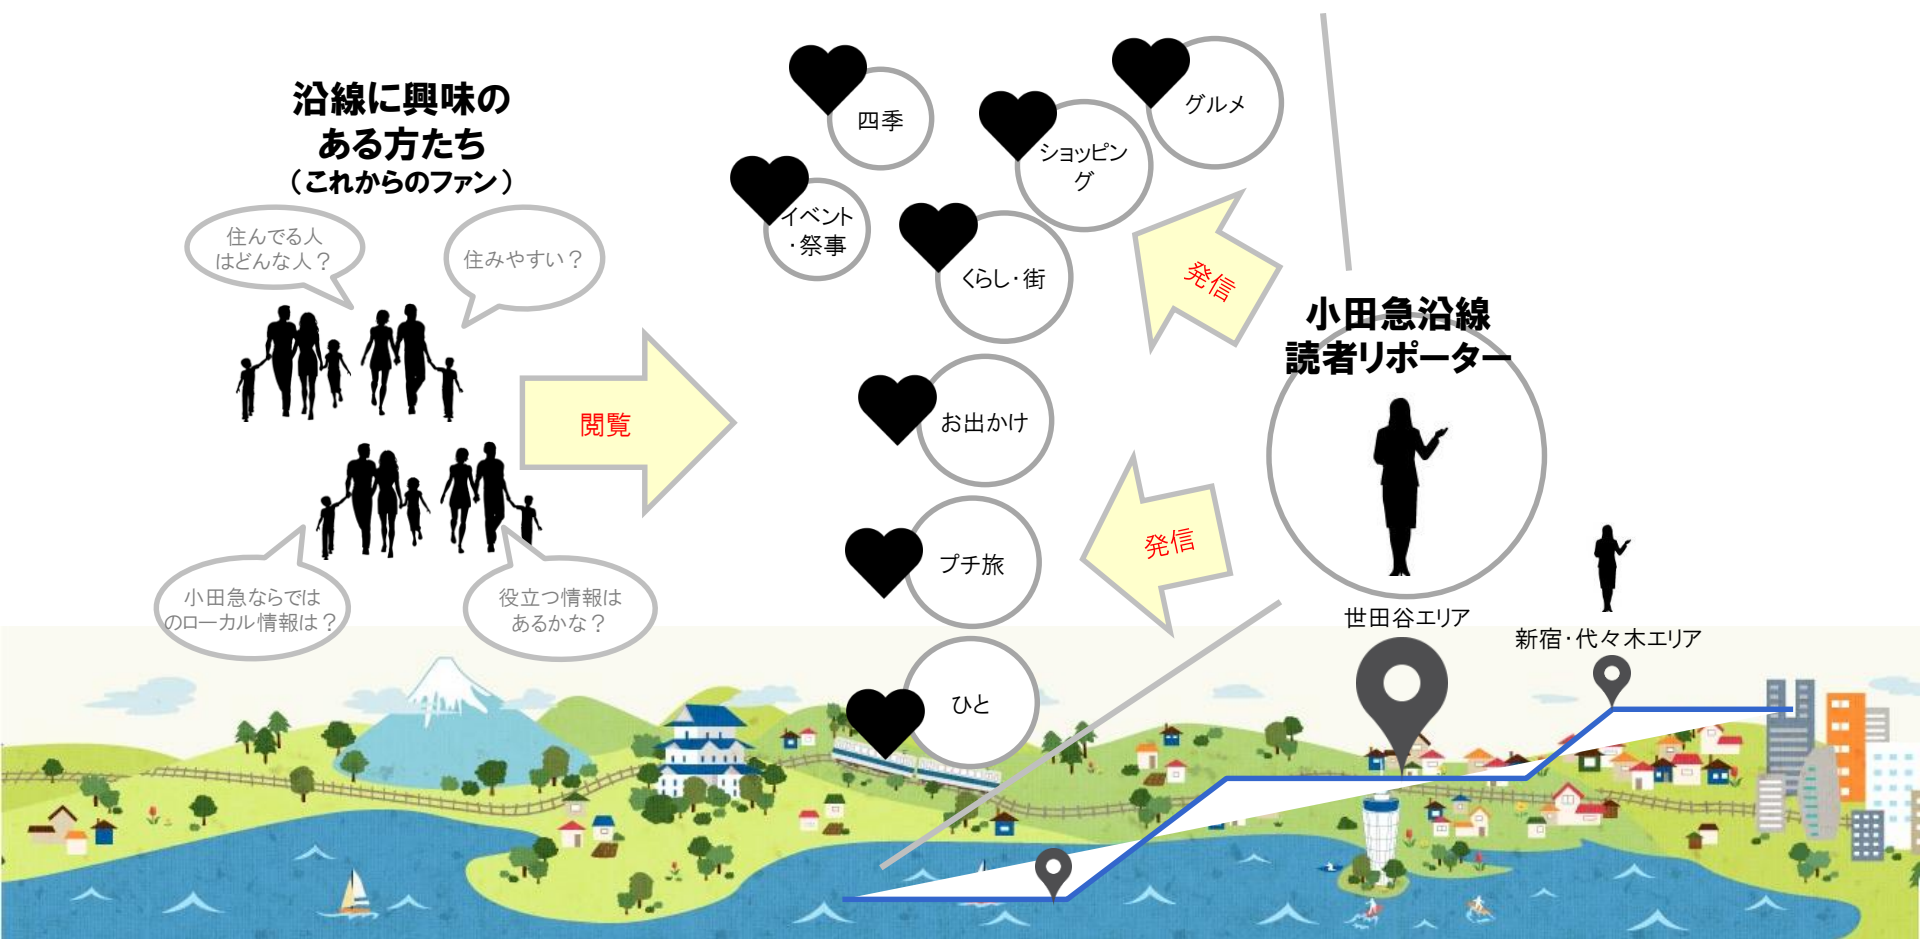 沿線に興味の
ある方たち
（これからのファン）
住んでる人
はどんな人？
住みやすい？
小田急ならでは
のローカル情報は？
役立つ情報は
あるかな？
閲覧
四季
イベント
・祭事
グルメ
ショッピン
グ
くらし・街
お出かけ
プチ旅
ひと
発信
発信
小田急沿線
読者リポーター
世田谷エリア
新宿・代々木エリア